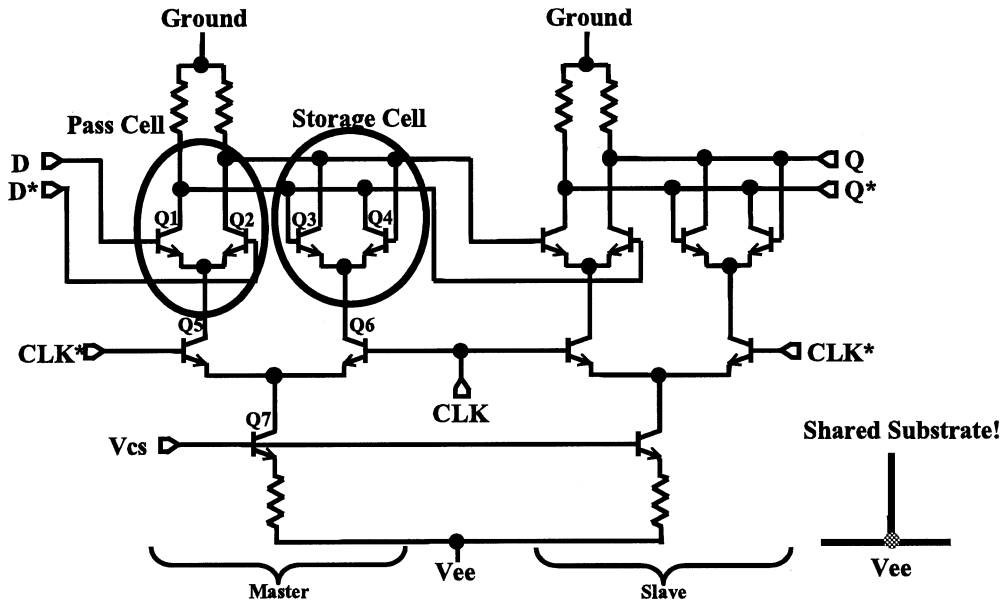 Ground
Ground
Pass Cell
Storage Cell
D
D*
Q
Q*
Q1
Q2
Q3
Q4
Q5
Q6
CLK*
CLK*
CLK
Q7
Vcs
Shared Substrate!
Vee
Vee
Master
Slave